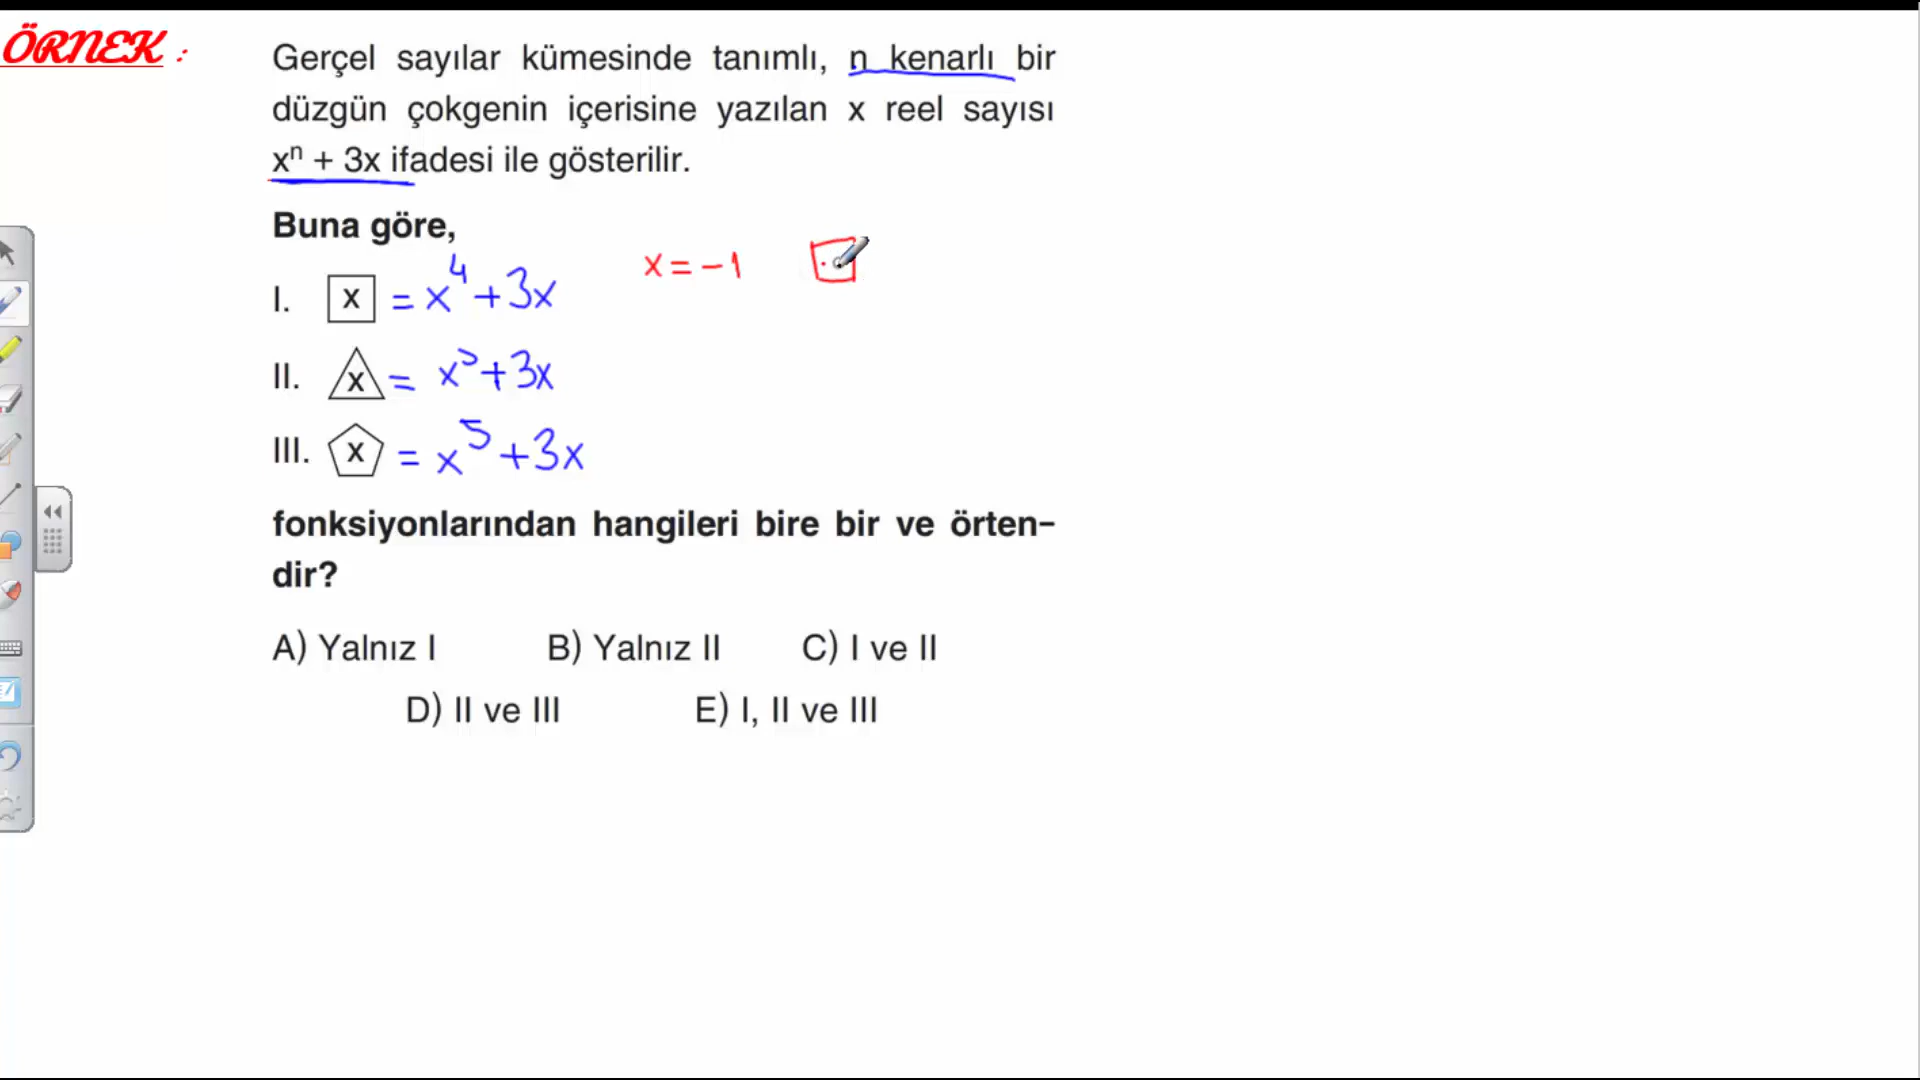 ÖRNEK :
Gerçel sayılar kümesinde tanımlı, n kenarlı bir
düzgün çokgenin içerisine yazılan x reel sayısı
xⁿ + 3x ifadesi ile gösterilir.
Buna göre,
I. x = x⁴+3x x = -1
II. x = x³+3x
III. x = x⁵+3x
fonksiyonlarından hangileri bire bir ve örten-
dir?
A) Yalnız I B) Yalnız II C) I ve II
D) II ve III E) I, II ve III